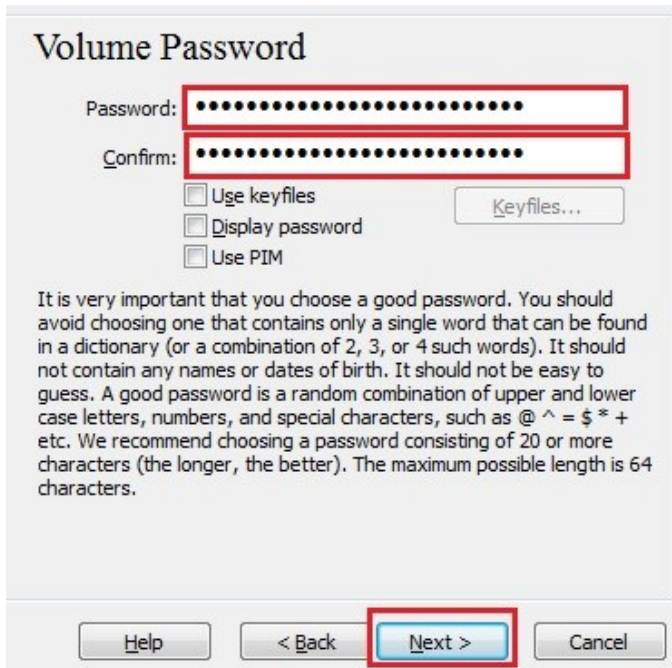 Volume Password
Password: ••••••••••••••••••••••••••
Confirm: ••••••••••••••••••••••••••
Use keyfiles
Keyfiles...
Display password
Use PIM
It is very important that you choose a good password. You should
avoid choosing one that contains only a single word that can be found
in a dictionary (or a combination of 2, 3, or 4 such words). It should
not contain any names or dates of birth. It should not be easy to
guess. A good password is a random combination of upper and lower
case letters, numbers, and special characters, such as @ ^ = $ * +
etc. We recommend choosing a password consisting of 20 or more
characters (the longer, the better). The maximum possible length is 64
characters.
Help < Back Next > Cancel